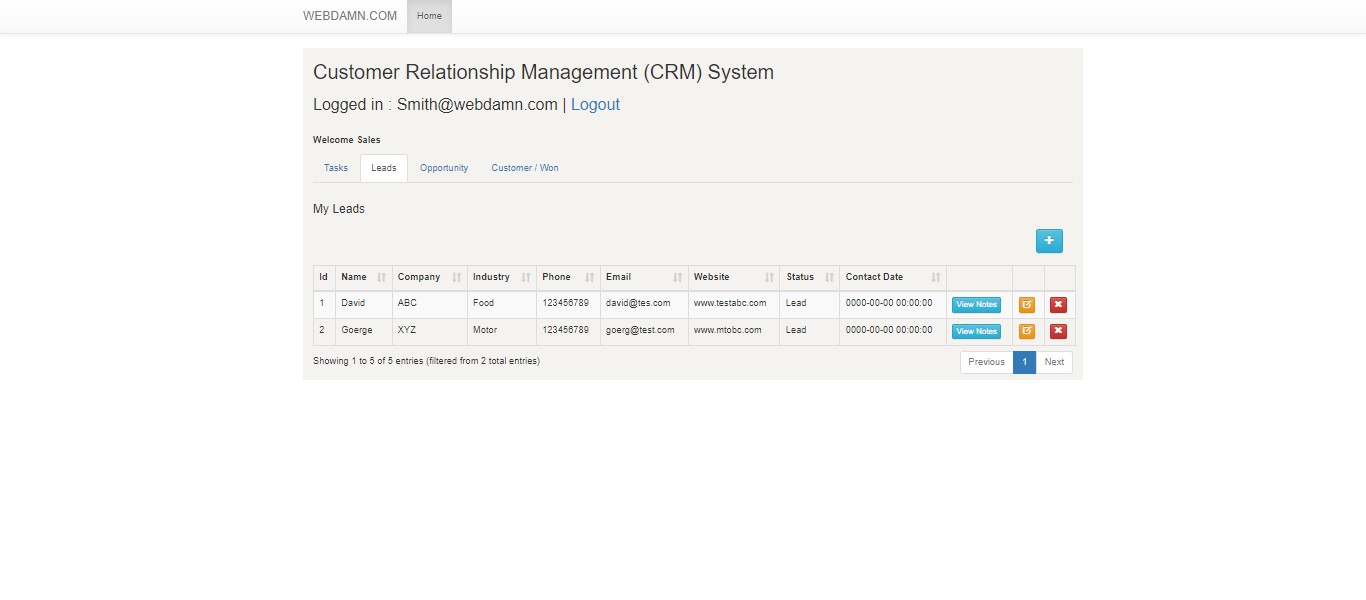 WEBDAMN.COM Home
Customer Relationship Management (CRM) System
Logged in : Smith@webdamn.com | Logout
Welcome Sales
Tasks Leads Opportunity Customer / Won
My Leads
+
Id Name Company Industry Phone Email Website Status Contact Date
1 David ABC Food 123456789 david@tes.com www.testabc.com Lead 0000-00-00 00:00:00 View Notes
2 Goerge XYZ Motor 123456789 goerg@test.com www.mtobc.com Lead 0000-00-00 00:00:00 View Notes
Showing 1 to 5 of 5 entries (filtered from 2 total entries) Previous 1 Next